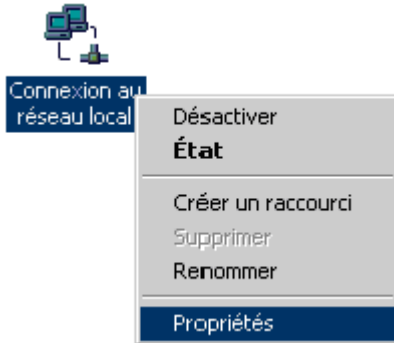 Connexion au
réseau local
Désactiver
État
Créer un raccourci
Supprimer
Renommer
Propriétés